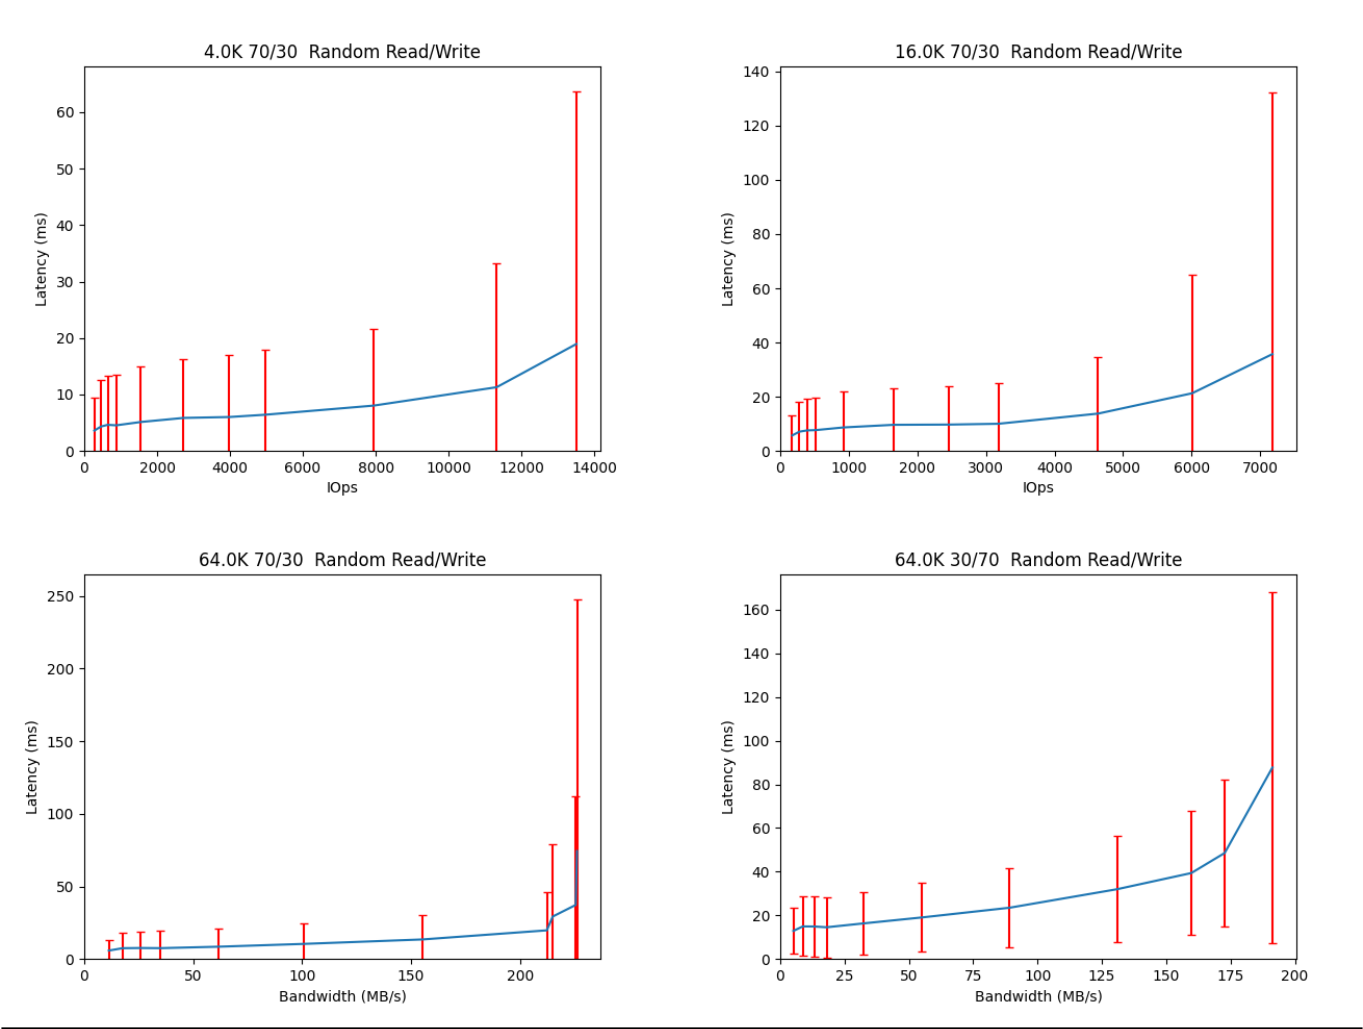 4.0K 70/30  Random Read/Write
60
50
40
30
20
10
0
Latency (ms)
0 2000 4000 6000 8000 10000 12000 14000
IOps
16.0K 70/30  Random Read/Write
140
120
100
80
60
40
20
0
Latency (ms)
0 1000 2000 3000 4000 5000 6000 7000
IOps
64.0K 70/30  Random Read/Write
250
200
150
100
50
0
Latency (ms)
0 50 100 150 200
Bandwidth (MB/s)
64.0K 30/70  Random Read/Write
160
140
120
100
80
60
40
20
0
Latency (ms)
0 25 50 75 100 125 150 175 200
Bandwidth (MB/s)